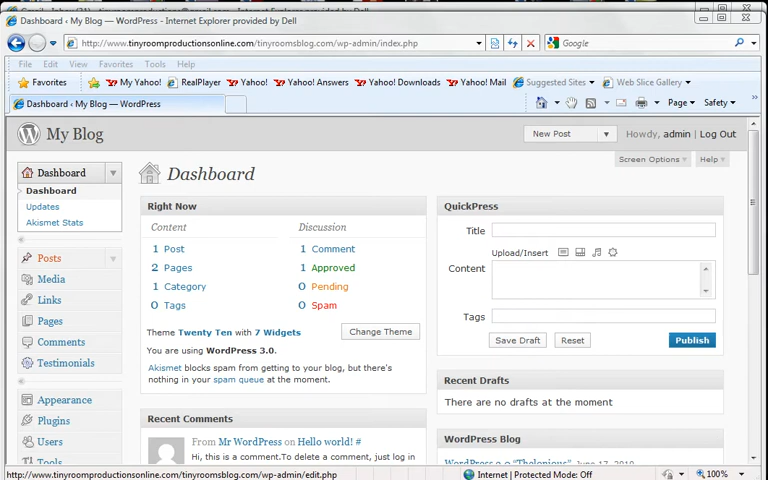 Dashboard ‹ My Blog — WordPress - Internet Explorer provided by Dell
http://www.tinyroomproductionsonline.com/tinyroomsblog.com/wp-admin/index.php
Google
File Edit View Favorites Tools Help
Favorites My Yahoo! RealPlayer Yahoo! Yahoo! Answers Yahoo! Downloads Yahoo! Mail Suggested Sites Web Slice Gallery
Dashboard ‹ My Blog — WordPress
Page Safety
My Blog
New Post
Howdy, admin | Log Out
Screen Options
Help
Dashboard
Dashboard
Updates
Akismet Stats
Posts
Media
Links
Pages
Comments
Testimonials
Appearance
Plugins
Users
Tools
Dashboard
Right Now
Content
Discussion
1 Post
1 Comment
2 Pages
1 Approved
1 Category
0 Pending
0 Tags
0 Spam
Theme Twenty Ten with 7 Widgets
Change Theme
You are using WordPress 3.0.
Akismet blocks spam from getting to your blog, but there's
nothing in your spam queue at the moment.
Recent Comments
From Mr WordPress on Hello world! #
Hi, this is a comment.To delete a comment, just log in
QuickPress
Title
Upload/Insert
Content
Tags
Save Draft
Reset
Publish
Recent Drafts
There are no drafts at the moment
WordPress Blog
WordPress 3.0 "Thelonious" June 17, 2010
http://www.tinyroomproductionsonline.com/tinyroomsblog.com/wp-admin/edit.php
Internet | Protected Mode: Off
100%